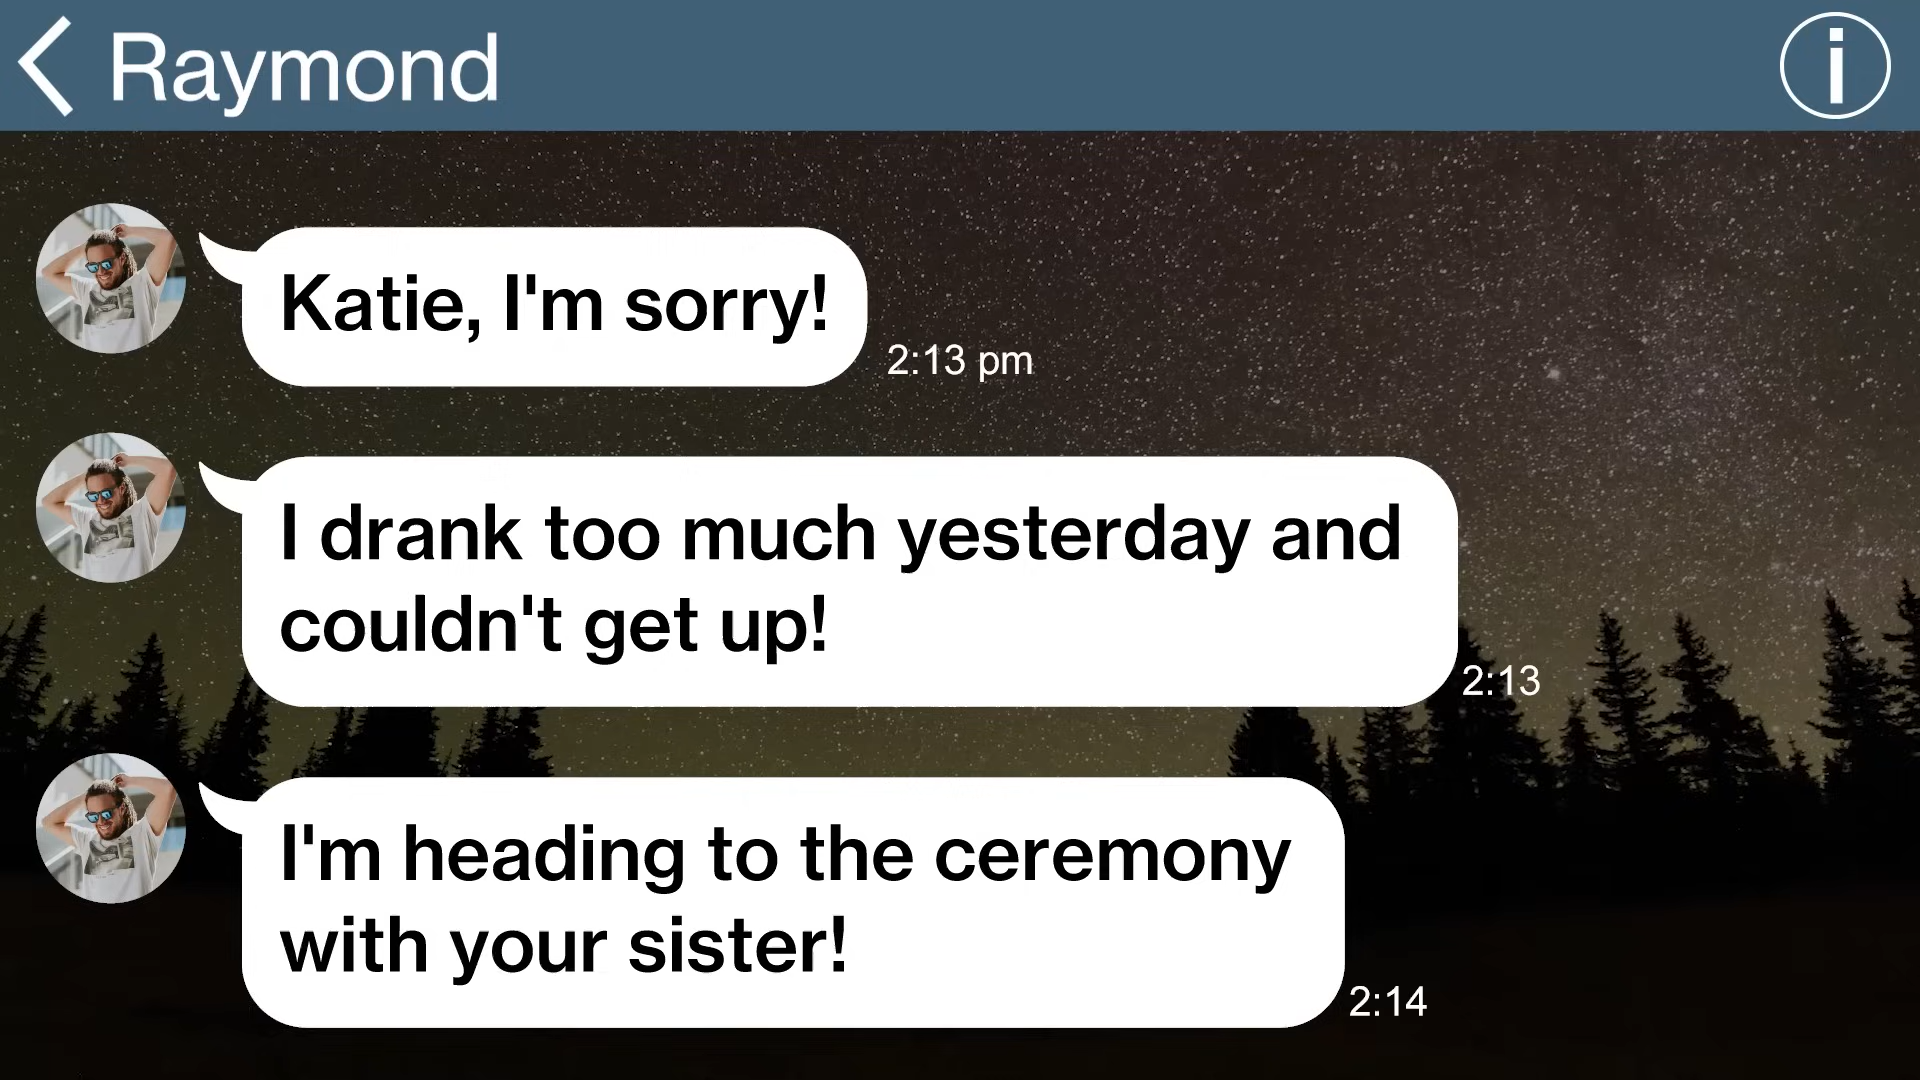 Raymond
Katie, I'm sorry!
2:13 pm
I drank too much yesterday and
couldn't get up!
2:13
I'm heading to the ceremony
with your sister!
2:14